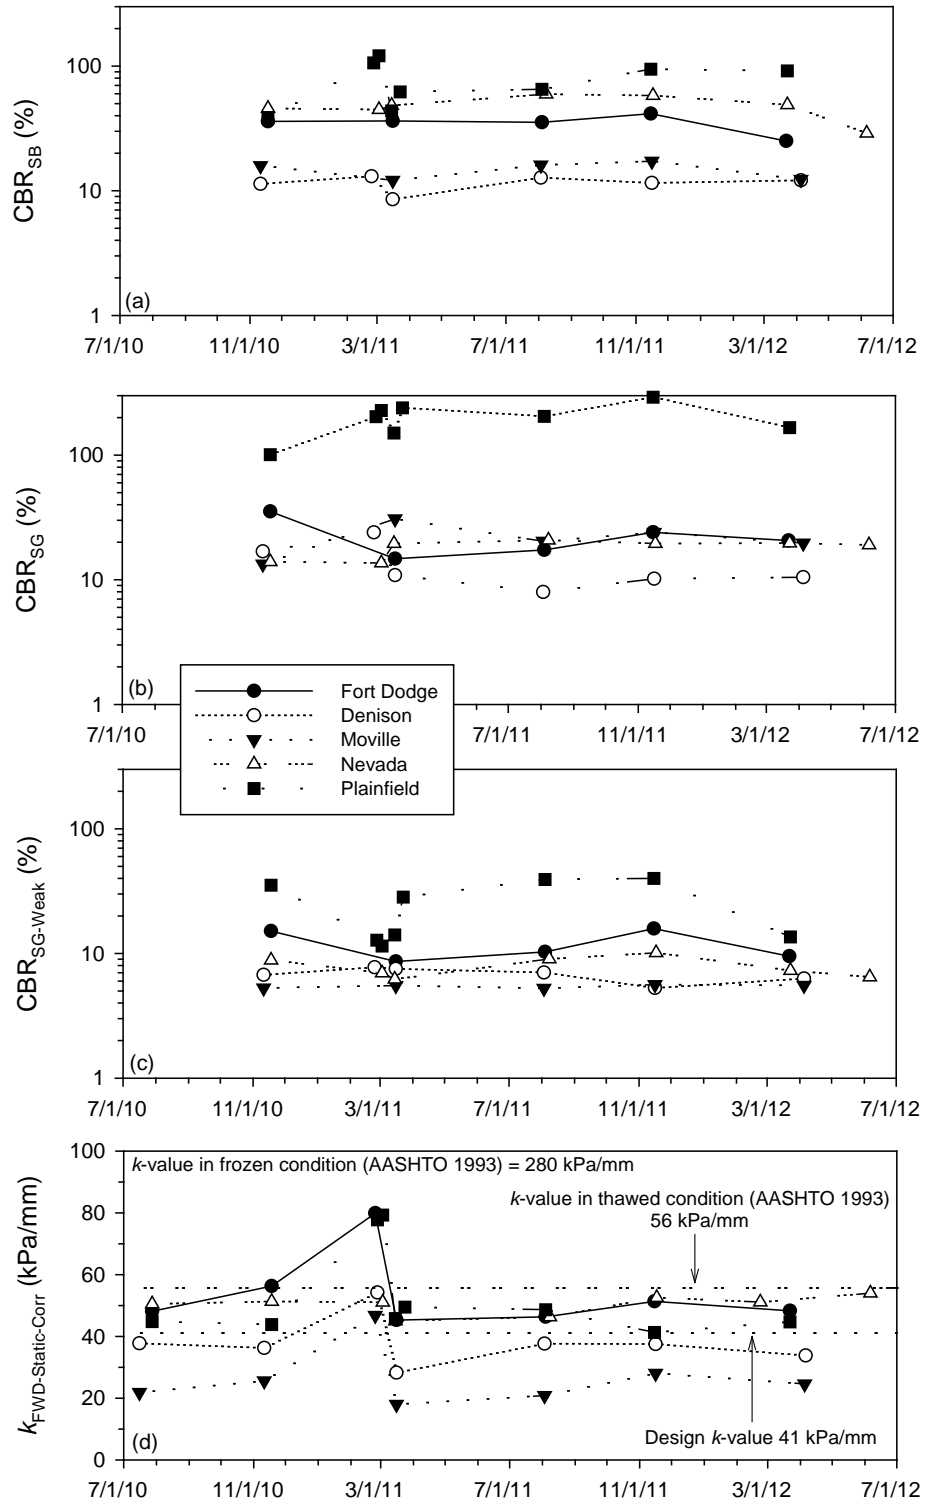 100
10
1
CBR_SB (%)
(a)
7/1/10 11/1/10 3/1/11 7/1/11 11/1/11 3/1/12 7/1/12
100
10
1
CBR_SG (%)
(b)
7/1/10 7/1/11 11/1/11 3/1/12 7/1/12
Fort Dodge
Denison
Moville
Nevada
Plainfield
100
10
1
CBR_SG-Weak (%)
(c)
7/1/10 11/1/10 3/1/11 7/1/11 11/1/11 3/1/12 7/1/12
100
80
60
40
20
0
k_FWD-Static-Corr (kPa/mm)
k-value in frozen condition (AASHTO 1993) = 280 kPa/mm
k-value in thawed condition (AASHTO 1993)
56 kPa/mm
Design k-value 41 kPa/mm
(d)
7/1/10 11/1/10 3/1/11 7/1/11 11/1/11 3/1/12 7/1/12